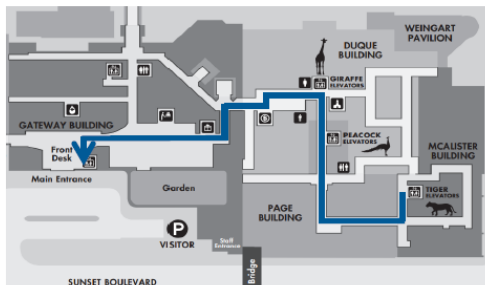 WEINGART
PAVILION
DUQUE
BUILDING
GIRAFFE
ELEVATORS
GATEWAY BUILDING
Front
Desk
PEACOCK
ELEVATORS
MCALISTER
BUILDING
Main Entrance
Garden
TIGER
ELEVATORS
PAGE
BUILDING
P
VISITOR
Staff
Entrance
Bridge
SUNSET BOULEVARD